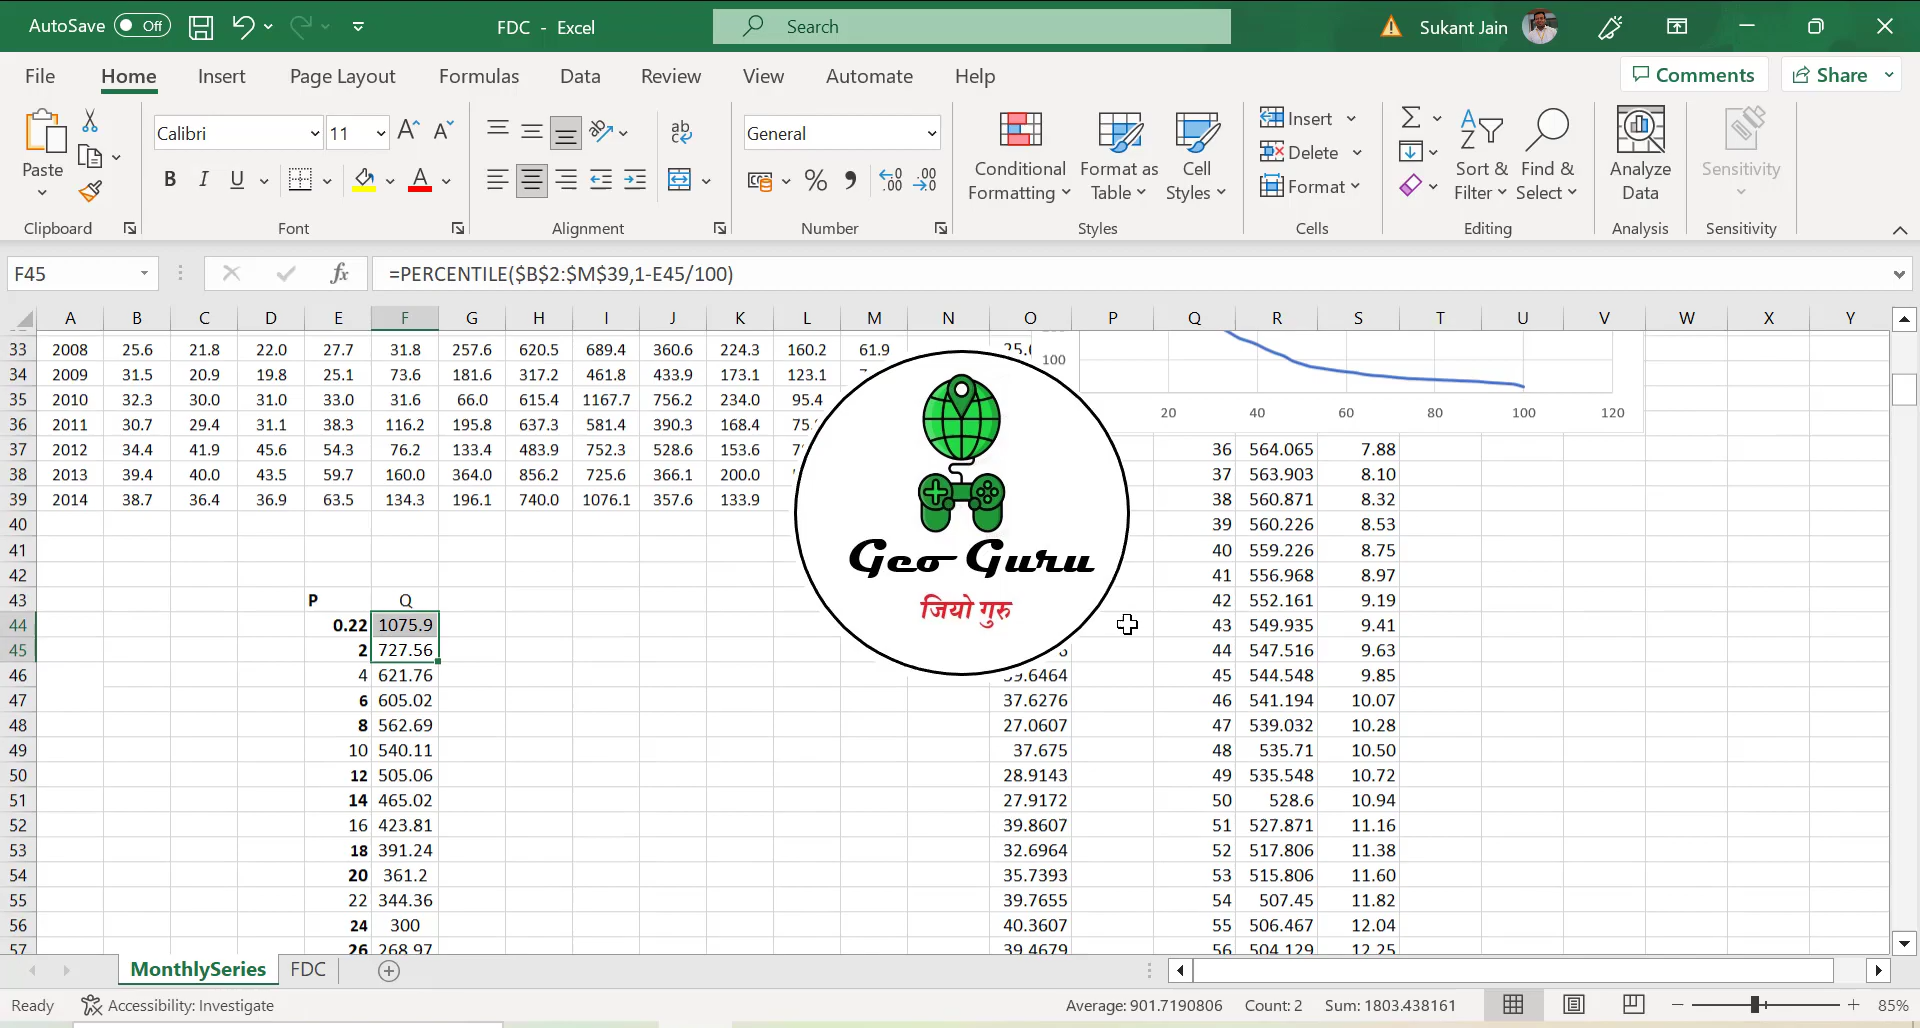 AutoSave Off FDC - Excel Search Sukant Jain
File Home Insert Page Layout Formulas Data Review View Automate Help Comments Share
Calibri 11 General
Paste Conditional Formatting Format as Table Cell Styles Insert Delete Format Sort & Filter Find & Select Analyze Data Sensitivity
Clipboard Font Alignment Number Styles Cells Editing Analysis Sensitivity
F45 fx =PERCENTILE($B$2:$M$39,1-E45/100)
A B C D E F G H I J K L M N O P Q R S T U V W X Y
33 2008 25.6 21.8 22.0 27.7 31.8 257.6 620.5 689.4 360.6 224.3 160.2 61.9 100
34 2009 31.5 20.9 19.8 25.1 73.6 181.6 317.2 461.8 433.9 173.1 123.1
35 2010 32.3 30.0 31.0 33.0 31.6 66.0 615.4 1167.7 756.2 234.0 95.4
20 40 60 80 100 120
36 2011 30.7 29.4 31.1 38.3 116.2 195.8 637.3 581.4 390.3 168.4
37 2012 34.4 41.9 45.6 54.3 76.2 133.4 483.9 752.3 528.6 153.6 36 564.065 7.88
38 2013 39.4 40.0 43.5 59.7 160.0 364.0 856.2 725.6 366.1 200.0 37 563.903 8.10
39 2014 38.7 36.4 36.9 63.5 134.3 196.1 740.0 1076.1 357.6 133.9 38 560.871 8.32
40 39 560.226 8.53
41 40 559.226 8.75
42 41 556.968 8.97
43 P Q 42 552.161 9.19
44 0.22 1075.9 43 549.935 9.41
45 2 727.56 44 547.516 9.63
46 4 621.76 39.6464 45 544.548 9.85
47 6 605.02 37.6276 46 541.194 10.07
48 8 562.69 27.0607 47 539.032 10.28
49 10 540.11 37.675 48 535.71 10.50
50 12 505.06 28.9143 49 535.548 10.72
51 14 465.02 27.9172 50 528.6 10.94
52 16 423.81 39.8607 51 527.871 11.16
53 18 391.24 32.6964 52 517.806 11.38
54 20 361.2 35.7393 53 515.806 11.60
55 22 344.36 39.7655 54 507.45 11.82
56 24 300 40.3607 55 506.467 12.04
57 26 268.97 39.4679 56 504.129 12.25
Geo Guru
जियो गुरु
MonthlySeries FDC
Ready Accessibility: Investigate Average: 901.7190806 Count: 2 Sum: 1803.438161 85%